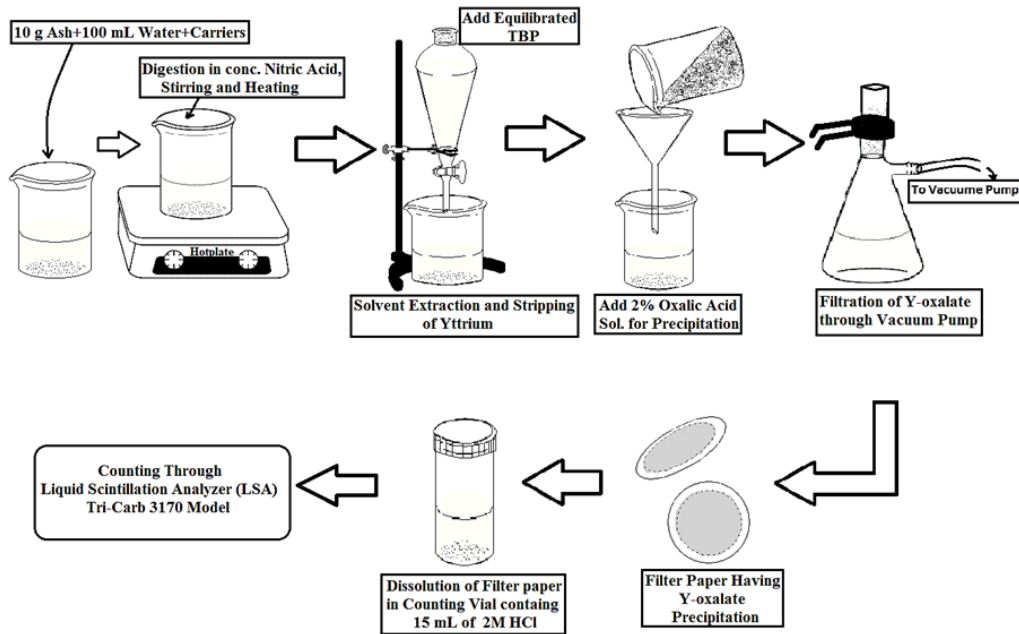 10 g Ash+100 mL Water+Carriers
Digestion in conc. Nitric Acid,
Stirring and Heating
Hotplate
Add Equilibrated
TBP
Solvent Extraction and Stripping
of Yttrium
Add 2% Oxalic Acid
Sol. for Precipitation
To Vacuume Pump
Filtration of Y-oxalate
through Vacuum Pump
Filter Paper Having
Y-oxalate
Precipitation
Dissolution of Filter paper
in Counting Vial containg
15 mL of 2M HCl
Counting Through
Liquid Scintillation Analyzer (LSA)
Tri-Carb 3170 Model